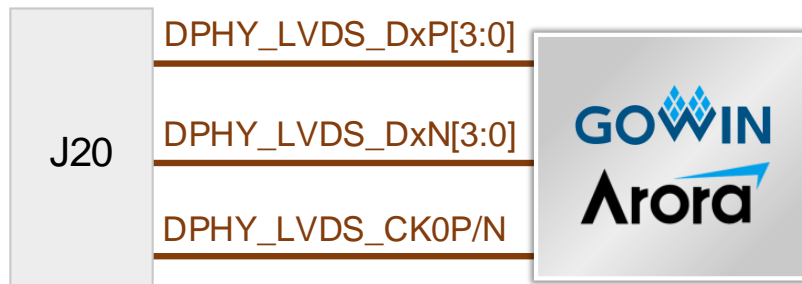 J20
DPHY_LVDS_DxP[3:0]
DPHY_LVDS_DxN[3:0]
DPHY_LVDS_CK0P/N
GOWIN
Arora